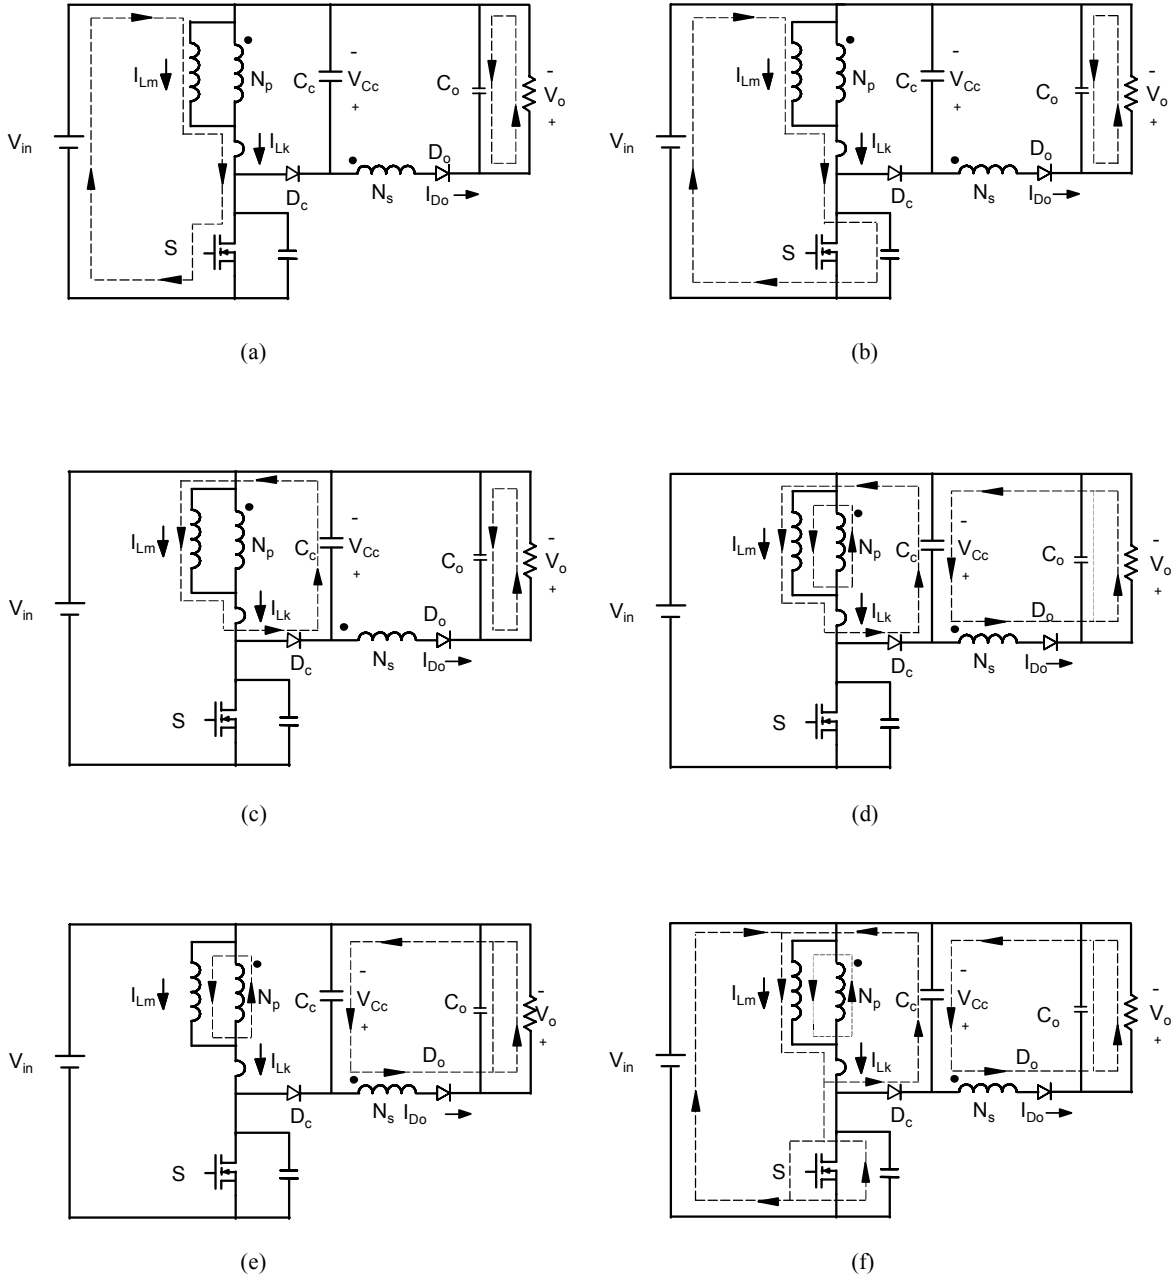 V_in
I_Lm
N_p
I_Lk
C_c
-
V_Cc
+
C_o
-
V_o
+
D_c
N_s
D_o
I_Do
S
(a)
V_in
I_Lm
N_p
I_Lk
C_c
-
V_Cc
+
C_o
-
V_o
+
D_c
N_s
D_o
I_Do
S
(b)
V_in
I_Lm
N_p
I_Lk
C_c
-
V_Cc
+
C_o
-
V_o
+
D_c
N_s
D_o
I_Do
S
(c)
V_in
I_Lm
N_p
I_Lk
C_c
-
V_Cc
+
C_o
-
V_o
+
D_c
N_s
D_o
I_Do
S
(d)
V_in
I_Lm
N_p
I_Lk
C_c
-
V_Cc
+
C_o
-
V_o
+
D_c
N_s
D_o
I_Do
S
(e)
V_in
I_Lm
N_p
I_Lk
C_c
-
V_Cc
+
C_o
-
V_o
+
D_c
N_s
D_o
I_Do
S
(f)